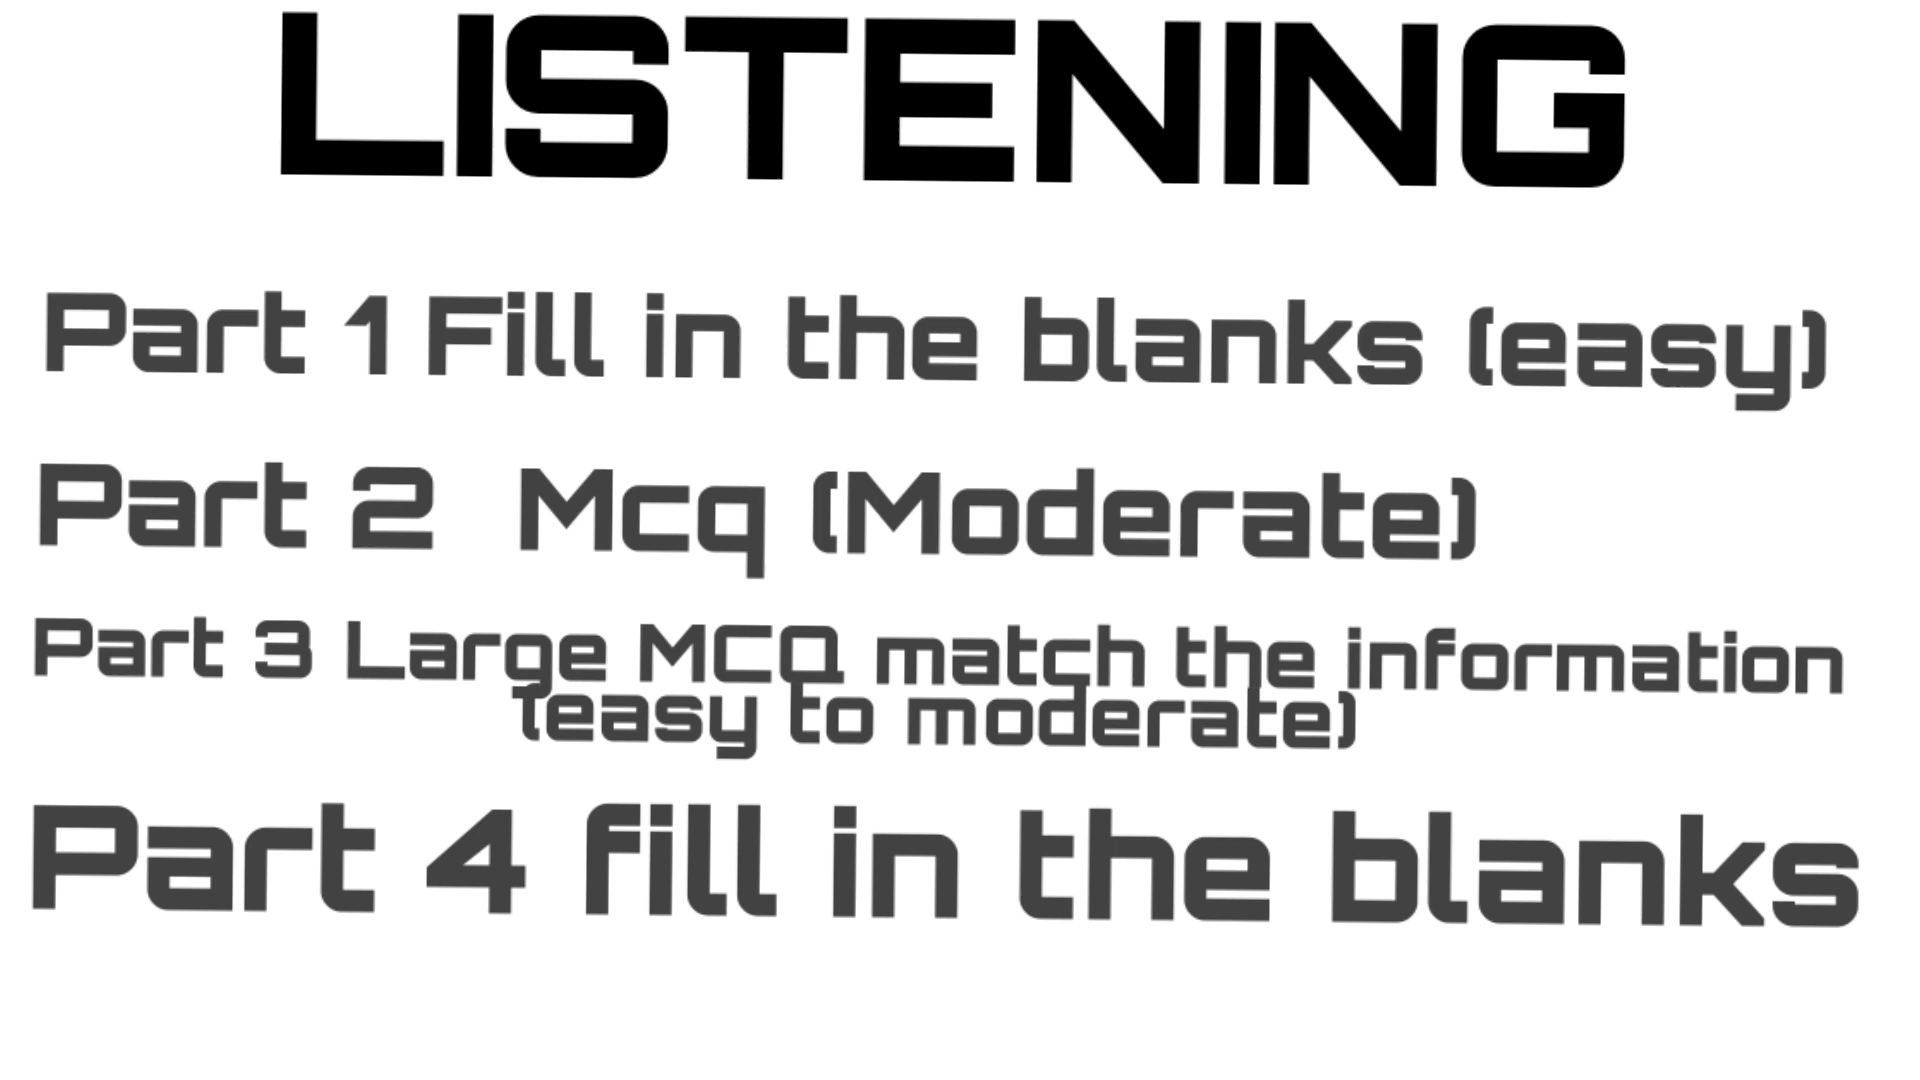 LISTENING
Part 1 Fill in the blanks (easy)
Part 2 Mcq (Moderate)
Part 3 Large MCQ match the information
(easy to moderate)
Part 4 fill in the blanks